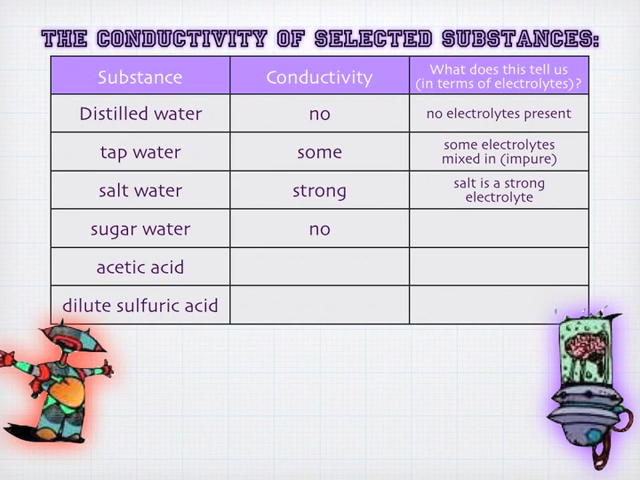 THE CONDUCTIVITY OF SELECTED SUBSTANCES:
Substance Conductivity What does this tell us
(in terms of electrolytes)?
Distilled water no no electrolytes present
tap water some some electrolytes
mixed in (impure)
salt water strong salt is a strong
electrolyte
sugar water no
acetic acid
dilute sulfuric acid